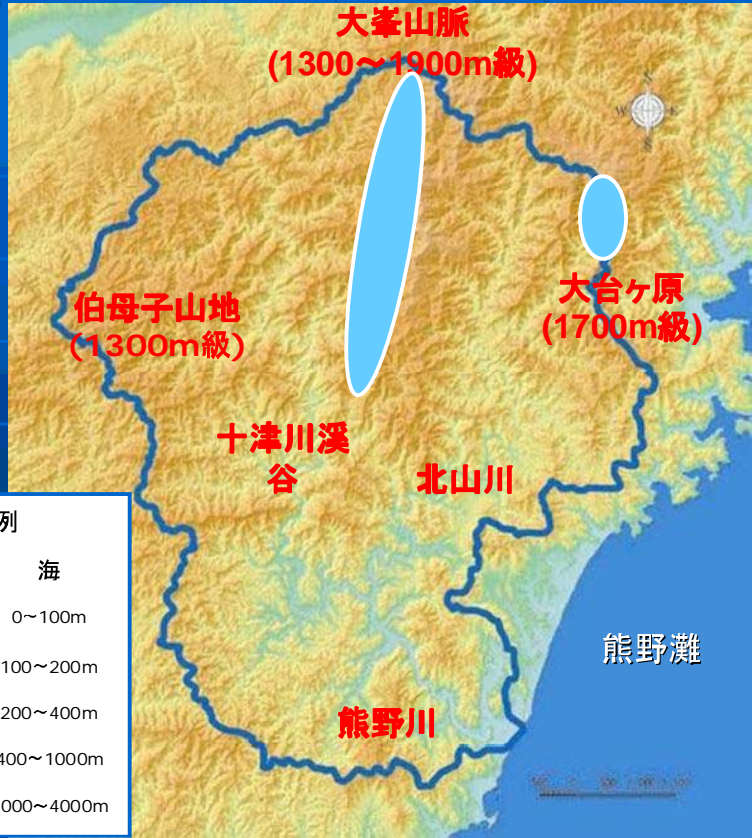 大峯山脈
(1300～1900m級)
N
W
E
S
大台ヶ原
(1700m級)
伯母子山地
(1300m級)
十津川渓
谷
北山川
例
海
0～100m
100～200m
200～400m
400～1000m
000～4000m
熊野灘
熊野川